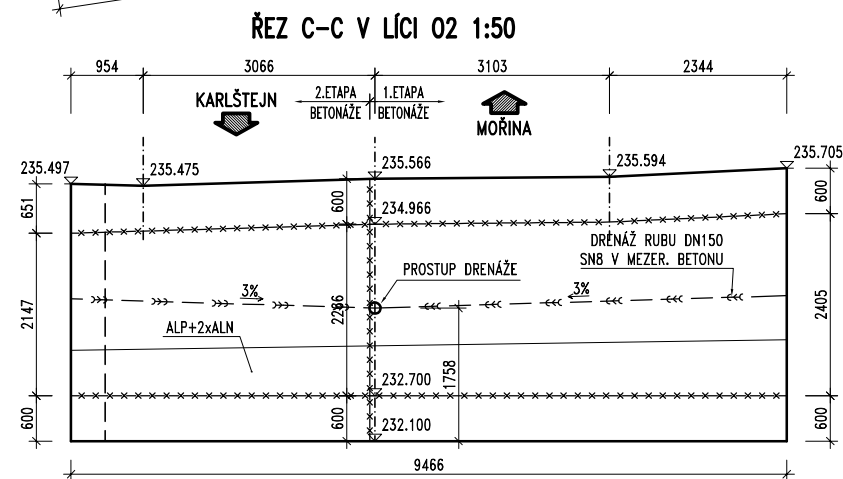 ŘEZ C-C V LÍCI O2 1:50
954
3066
3103
2344
KARLŠTEJN
2.ETAPA
BETONÁŽE
1.ETAPA
BETONÁŽE
MOŘINA
235.497
235.475
235.566
235.594
235.705
651
600
600
234.966
DRENÁŽ RUBU DN150
SN8 V MEZER. BETONU
PROSTUP DRENÁŽE
3%
3%
2147
2266
2405
ALP+2xALN
1758
232.700
600
600
600
232.100
9466